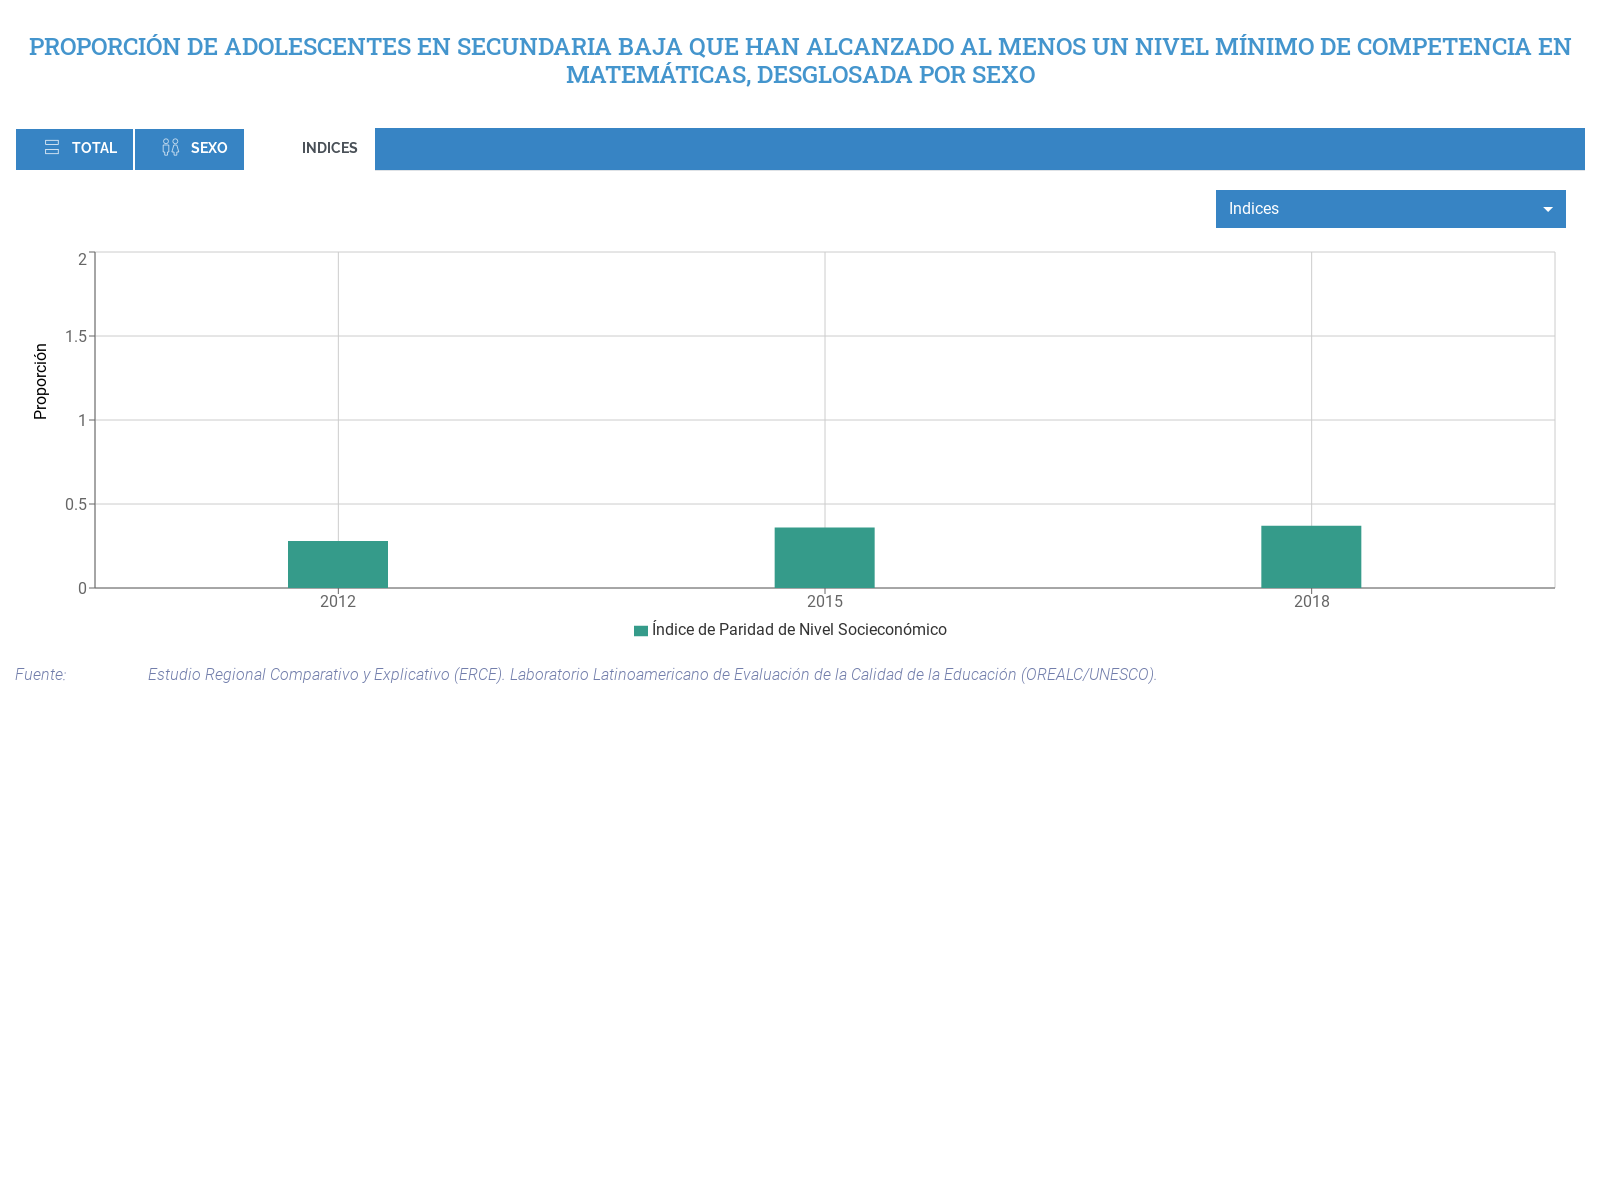 PROPORCIÓN DE ADOLESCENTES EN SECUNDARIA BAJA QUE HAN ALCANZADO AL MENOS UN NIVEL MÍNIMO DE COMPETENCIA EN
MATEMÁTICAS, DESGLOSADA POR SEXO
TOTAL
SEXO
INDICES
Indices
Proporción
2
1.5
1
0.5
0
2012
2015
2018
Índice de Paridad de Nivel Socieconómico
Fuente: Estudio Regional Comparativo y Explicativo (ERCE). Laboratorio Latinoamericano de Evaluación de la Calidad de la Educación (OREALC/UNESCO).